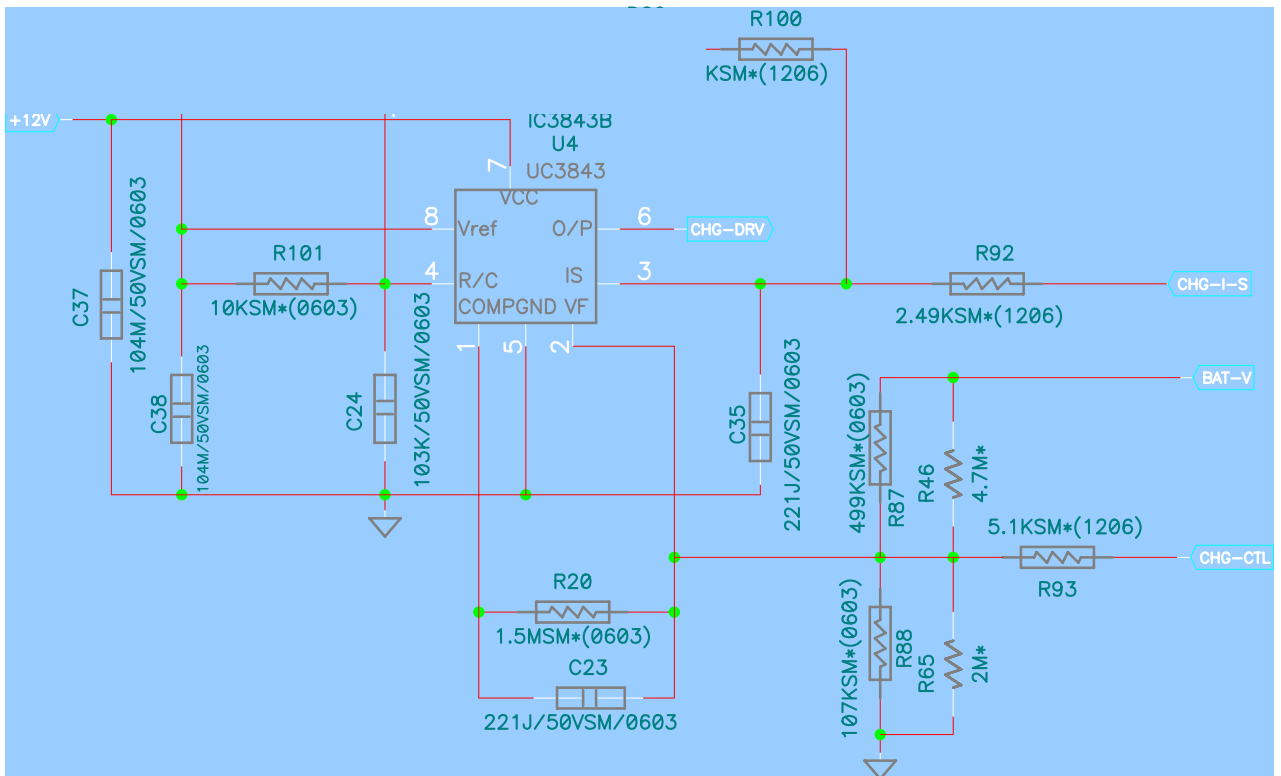 R100
KSM*(1206)
+12V
IC3843B
U4
UC3843
7
VCC
8
Vref
O/P
6
CHG-DRV
R101
10KSM*(0603)
4
R/C
IS
3
COMPGND VF
1
5
2
R92
2.49KSM*(1206)
CHG-I-S
C37
104M/50VSM/0603
C38
104M/50VSM/0603
C24
103K/50VSM/0603
C35
221J/50VSM/0603
BAT-V
499KSM*(0603)
R87
R46
4.7M*
5.1KSM*(1206)
R93
CHG-CTL
R20
1.5MSM*(0603)
C23
221J/50VSM/0603
107KSM*(0603)
R88
R65
2M*